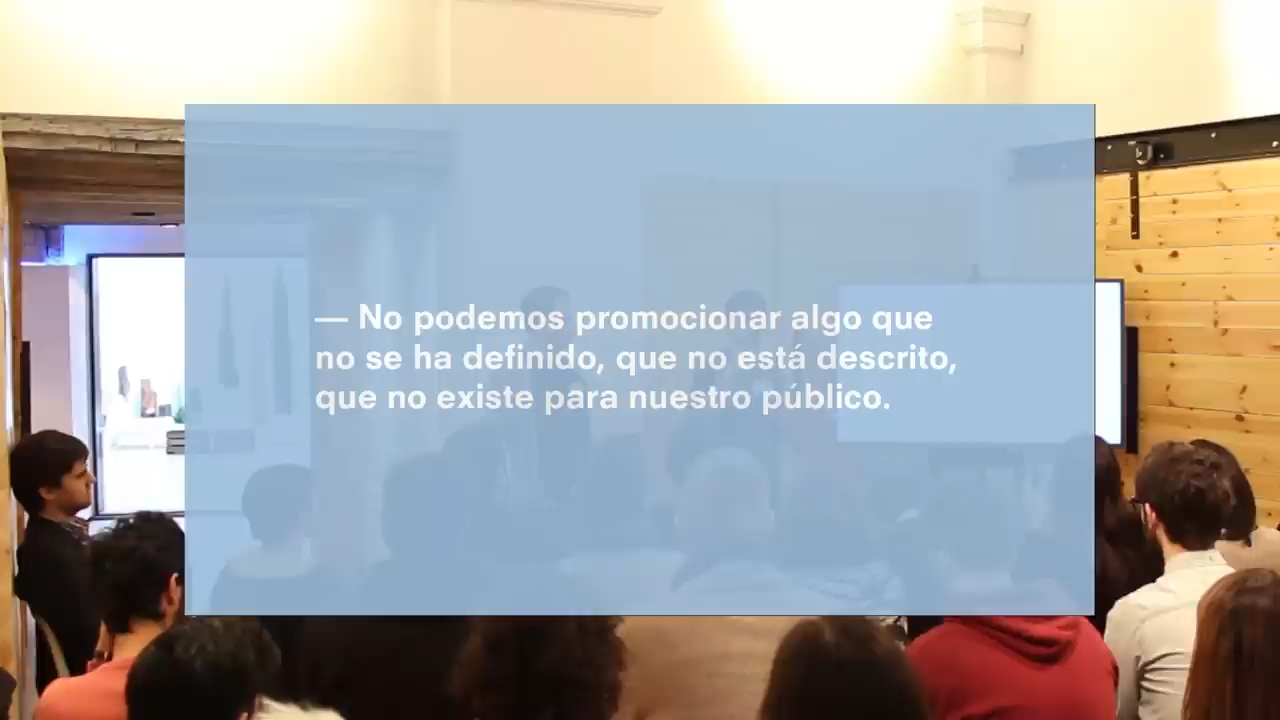 — No podemos promocionar algo que
no se ha definido, que no está descrito,
que no existe para nuestro público.